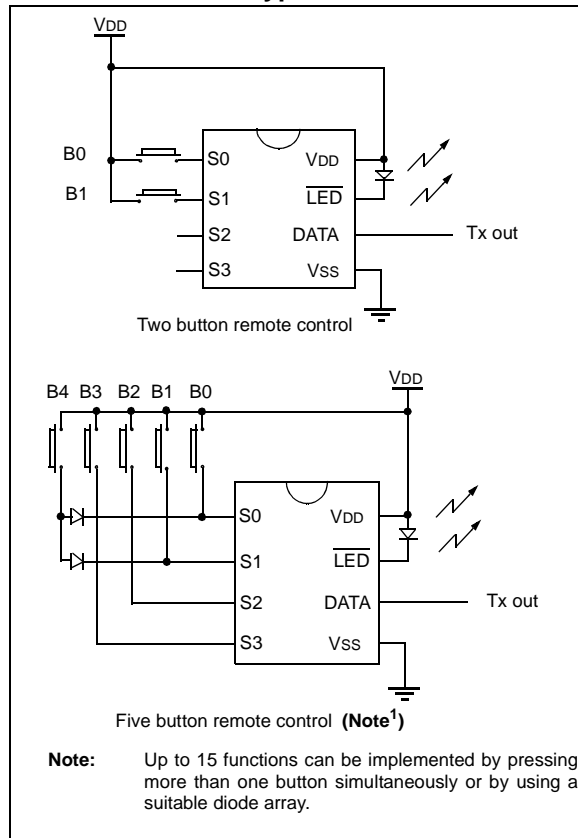 VDD
B0
S0
VDD
B1
S1
LED
S2
DATA
Tx out
S3
VSS
Two button remote control
VDD
B4 B3 B2 B1 B0
S0
VDD
S1
LED
S2
DATA
Tx out
S3
VSS
Five button remote control (Note1)
Note: Up to 15 functions can be implemented by pressing
more than one button simultaneously or by using a
suitable diode array.